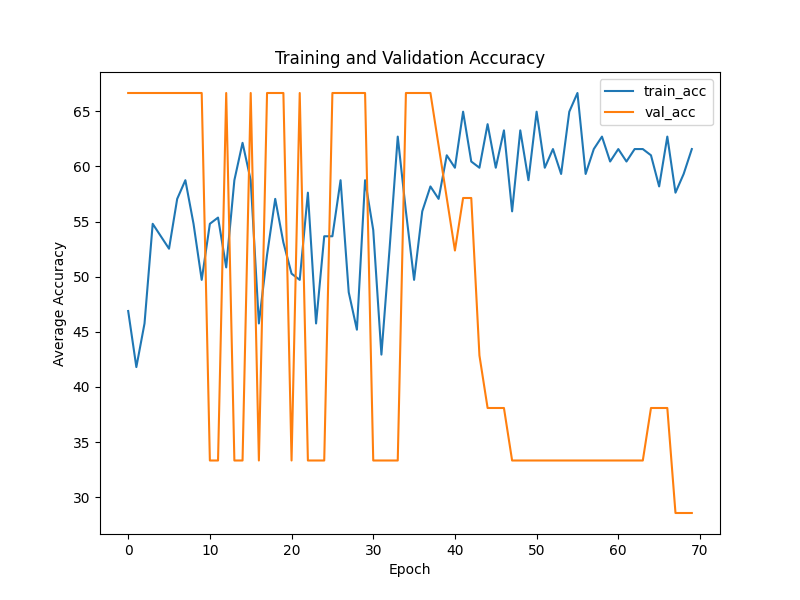 Training and Validation Accuracy
train_acc
val_acc
65
60
55
50
45
40
35
30
Average Accuracy
0 10 20 30 40 50 60 70
Epoch